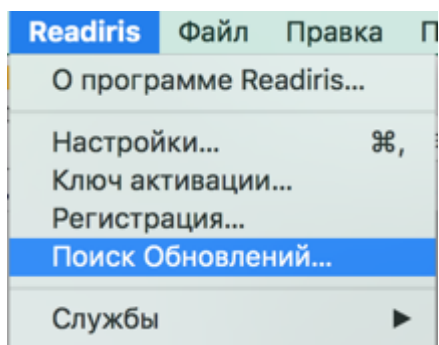 Readiris Файл Правка
О программе Readiris...
Настройки... ⌘,
Ключ активации...
Регистрация...
Поиск Обновлений...
Службы ▶